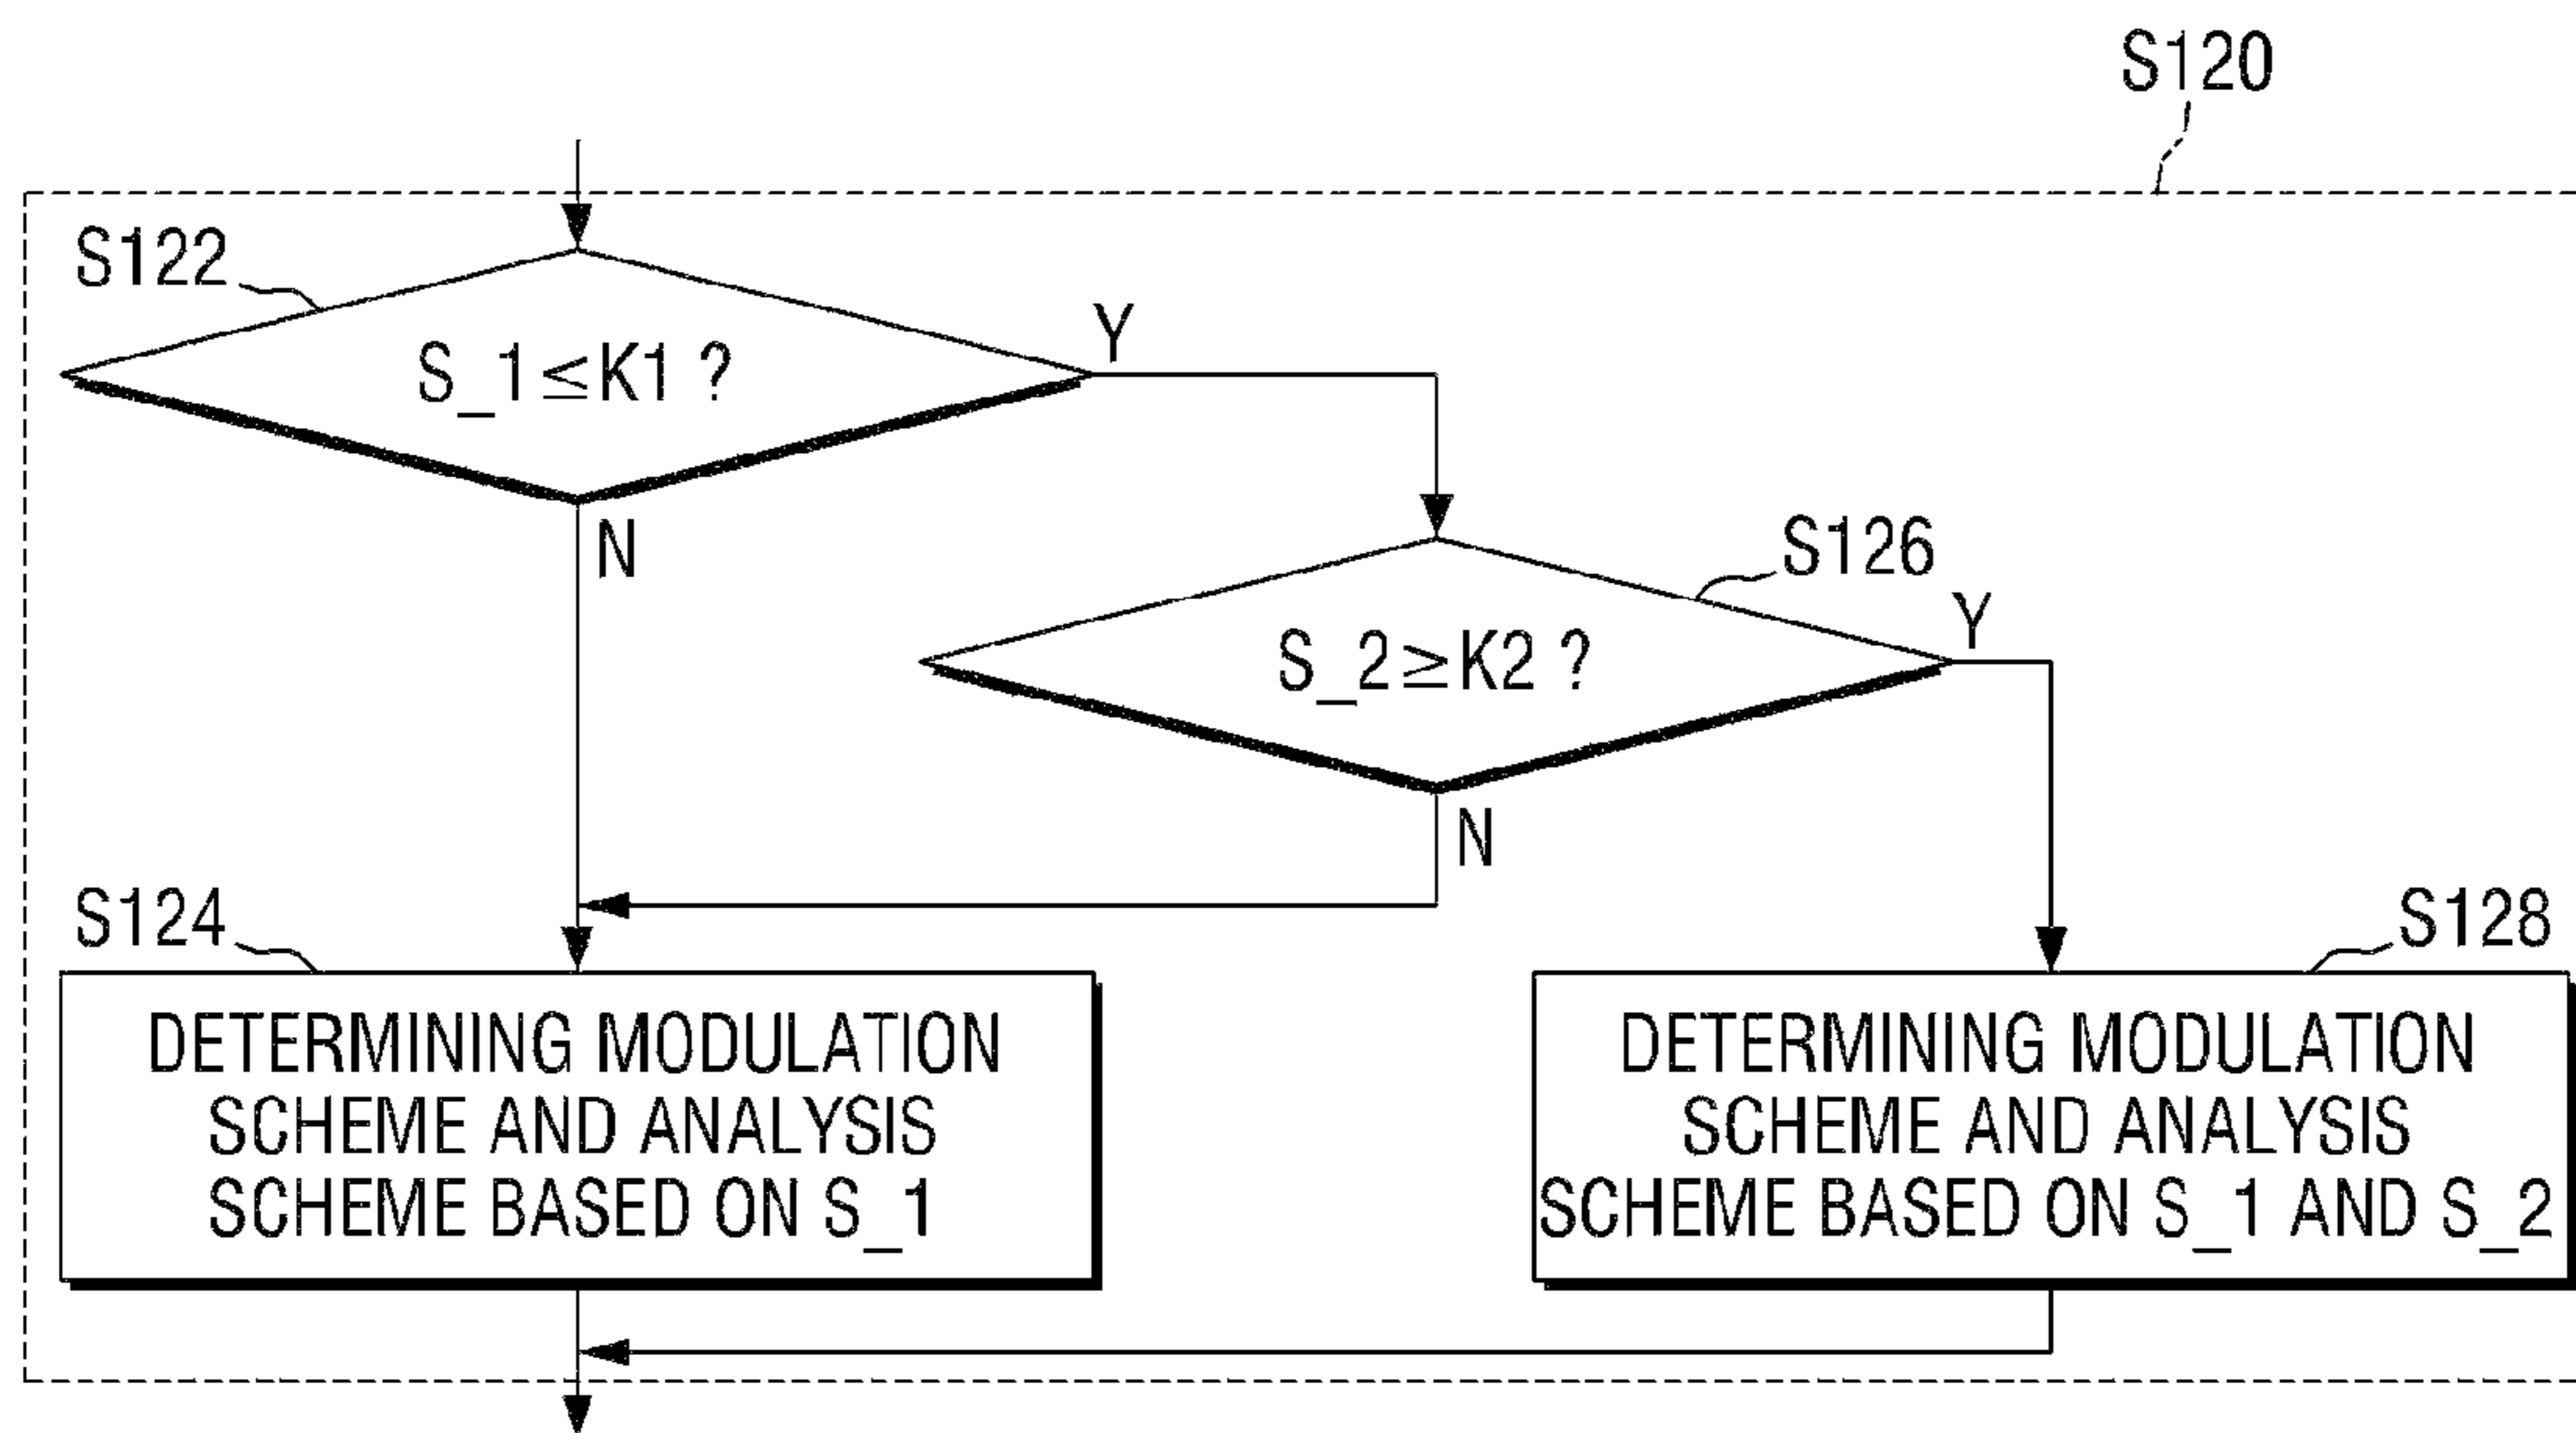 S120
S122
S_1≤K1 ?
Y
N
S126
S_2≥K2 ?
Y
N
S124
DETERMINING MODULATION
SCHEME AND ANALYSIS
SCHEME BASED ON S_1
S128
DETERMINING MODULATION
SCHEME AND ANALYSIS
SCHEME BASED ON S_1 AND S_2